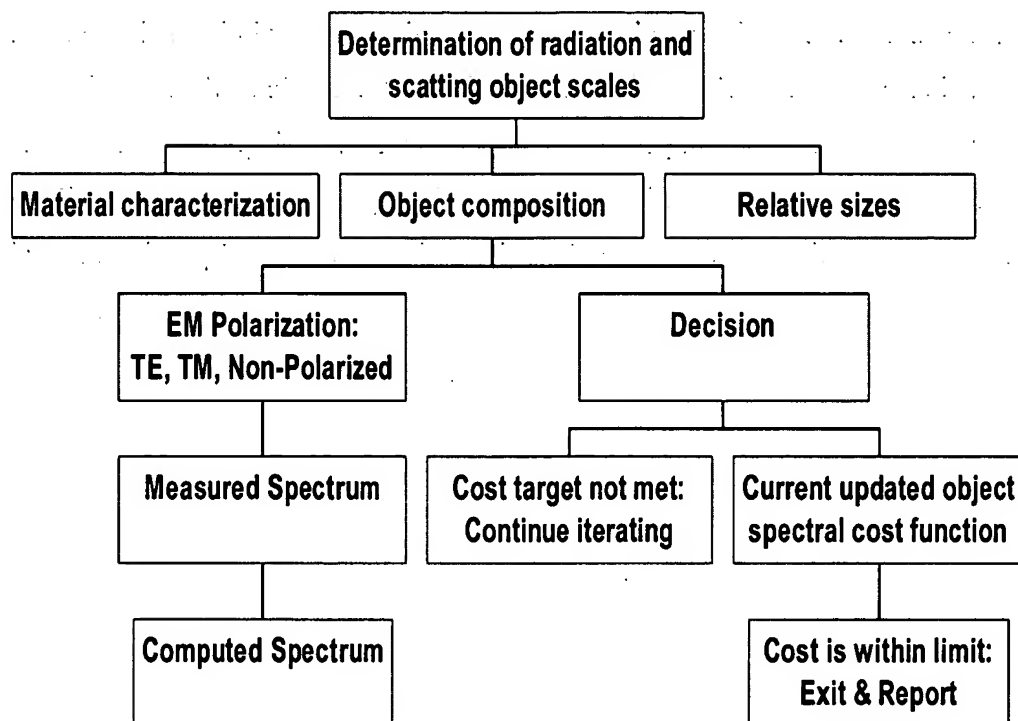 Determination of radiation and
scatting object scales
Material characterization
Object composition
Relative sizes
EM Polarization:
TE, TM, Non-Polarized
Decision
Measured Spectrum
Cost target not met:
Continue iterating
Current updated object
spectral cost function
Computed Spectrum
Cost is within limit:
Exit & Report